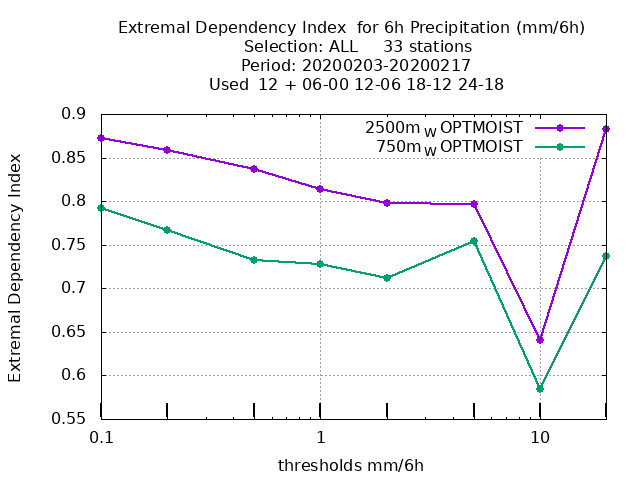 Extremal Dependency Index  for 6h Precipitation (mm/6h)
Selection: ALL     33 stations
Period: 20200203-20200217
Used  12 + 06-00 12-06 18-12 24-18
2500m W OPTMOIST
750m W OPTMOIST
Extremal Dependency Index
0.9
0.85
0.8
0.75
0.7
0.65
0.6
0.55
0.1 1 10
thresholds mm/6h